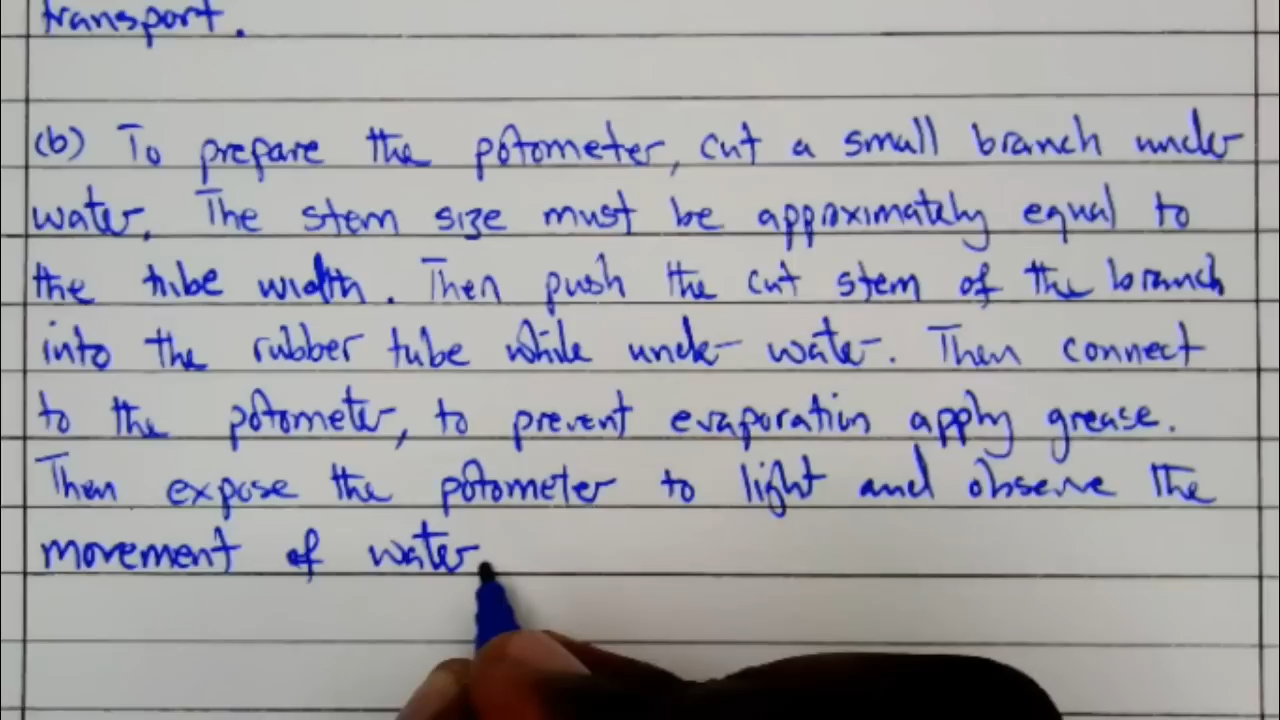 transport.
(b) To prepare the potometer, cut a small branch under
water. The stem size must be approximately equal to
the tube width. Then push the cut stem of the branch
into the rubber tube while under water. Then connect
to the potometer, to prevent evaporation apply grease.
Then expose the potometer to light and observe the
movement of water.